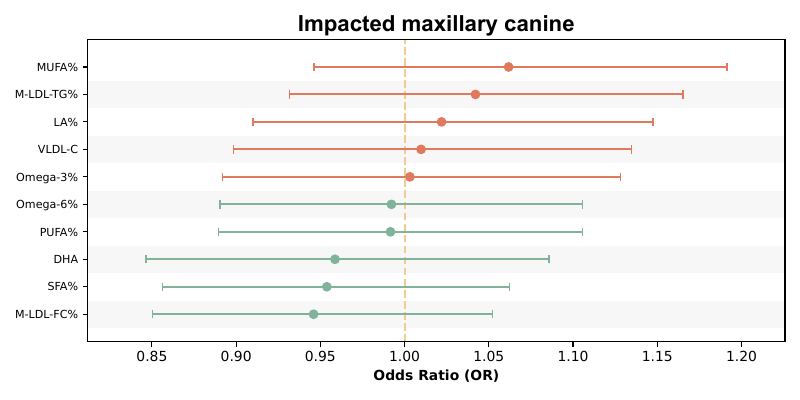 Impacted maxillary canine
MUFA%
M-LDL-TG%
LA%
VLDL-C
Omega-3%
Omega-6%
PUFA%
DHA
SFA%
M-LDL-FC%
0.85 0.90 0.95 1.00 1.05 1.10 1.15 1.20
Odds Ratio (OR)